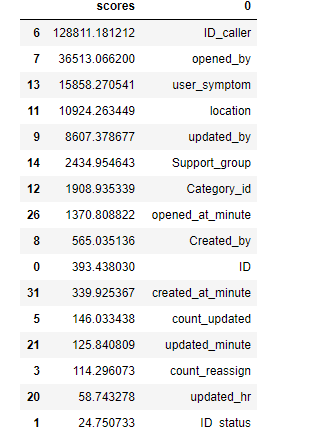 scores 0
6 128811.181212 ID_caller
7 36513.066200 opened_by
13 15858.270541 user_symptom
11 10924.263449 location
9 8607.378677 updated_by
14 2434.954643 Support_group
12 1908.935339 Category_id
26 1370.808822 opened_at_minute
8 565.035136 Created_by
0 393.438030 ID
31 339.925367 created_at_minute
5 146.033438 count_updated
21 125.840809 updated_minute
3 114.296073 count_reassign
20 58.743278 updated_hr
1 24.750733 ID_status